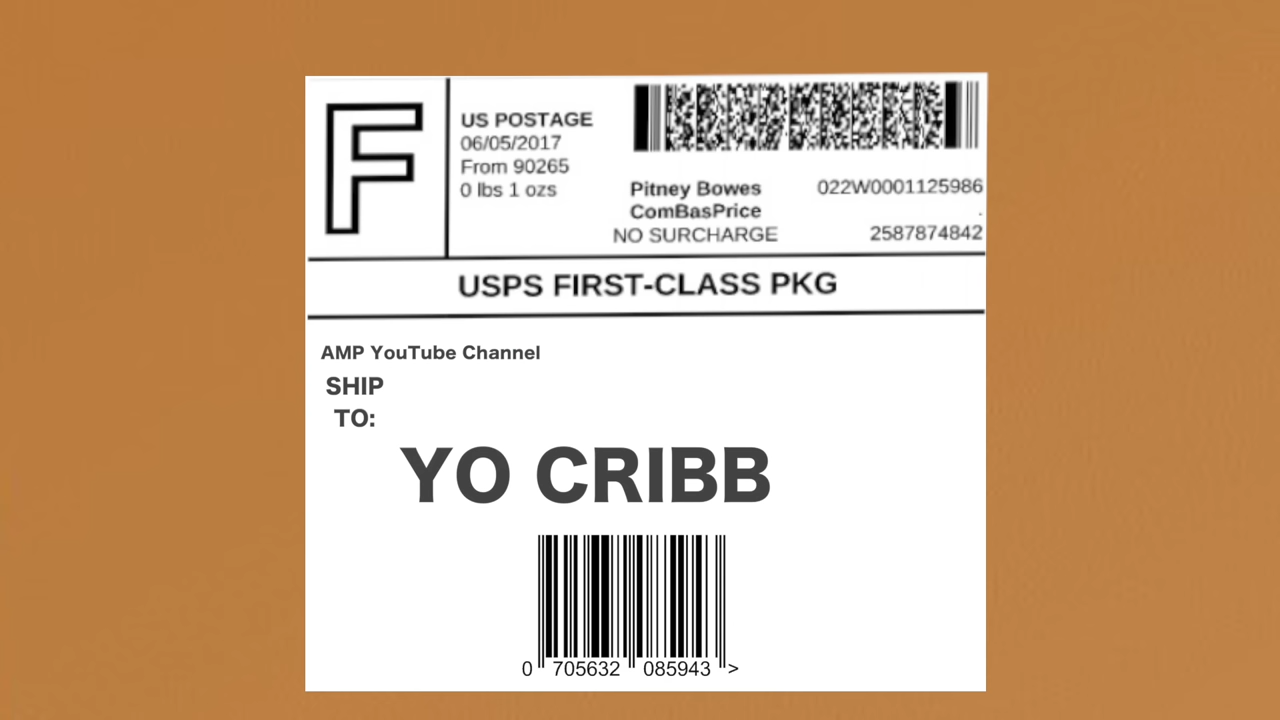 F
US POSTAGE
06/05/2017
From 90265
0 lbs 1 ozs
Pitney Bowes
ComBasPrice
NO SURCHARGE
022W0001125986
.
2587874842
USPS FIRST-CLASS PKG
AMP YouTube Channel
SHIP
TO:
YO CRIBB
0 705632 085943 >